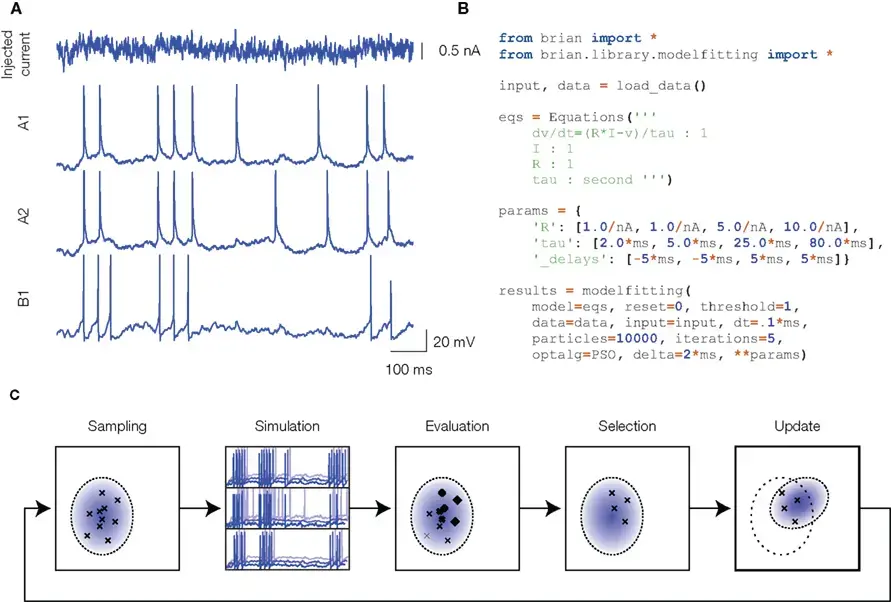 A
Injected
current
0.5 nA
A1
A2
B1
20 mV
100 ms
B
from brian import *
from brian.library.modelfitting import *
input, data = load_data()
eqs = Equations('''
dv/dt=(R*I-v)/tau : 1
I : 1
R : 1
tau : second ''')
params = {
'R': [1.0/nA, 1.0/nA, 5.0/nA, 10.0/nA],
'tau': [2.0*ms, 5.0*ms, 25.0*ms, 80.0*ms],
'_delays': [-5*ms, -5*ms, 5*ms, 5*ms]}
results = modelfitting(
model=eqs, reset=0, threshold=1,
data=data, input=input, dt=.1*ms,
particles=10000, iterations=5,
optalg=PSO, delta=2*ms, **params)
C
Sampling
Simulation
Evaluation
Selection
Update